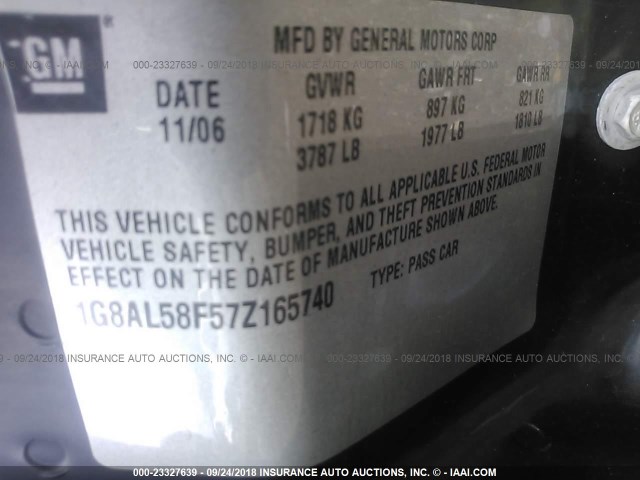 GM
MFD BY GENERAL MOTORS CORP
DATE GVWR GAWR FRT GAWR RR
11/06 1718 KG 897 KG 821 KG
3787 LB 1977 LB 1810 LB
THIS VEHICLE CONFORMS TO ALL APPLICABLE U.S. FEDERAL MOTOR
VEHICLE SAFETY, BUMPER, AND THEFT PREVENTION STANDARDS IN
EFFECT ON THE DATE OF MANUFACTURE SHOWN ABOVE.
1G8AL58F57Z165740 TYPE: PASS CAR
000-23327639 - 09/24/2018 INSURANCE AUTO AUCTIONS, INC. - IAAI.COM